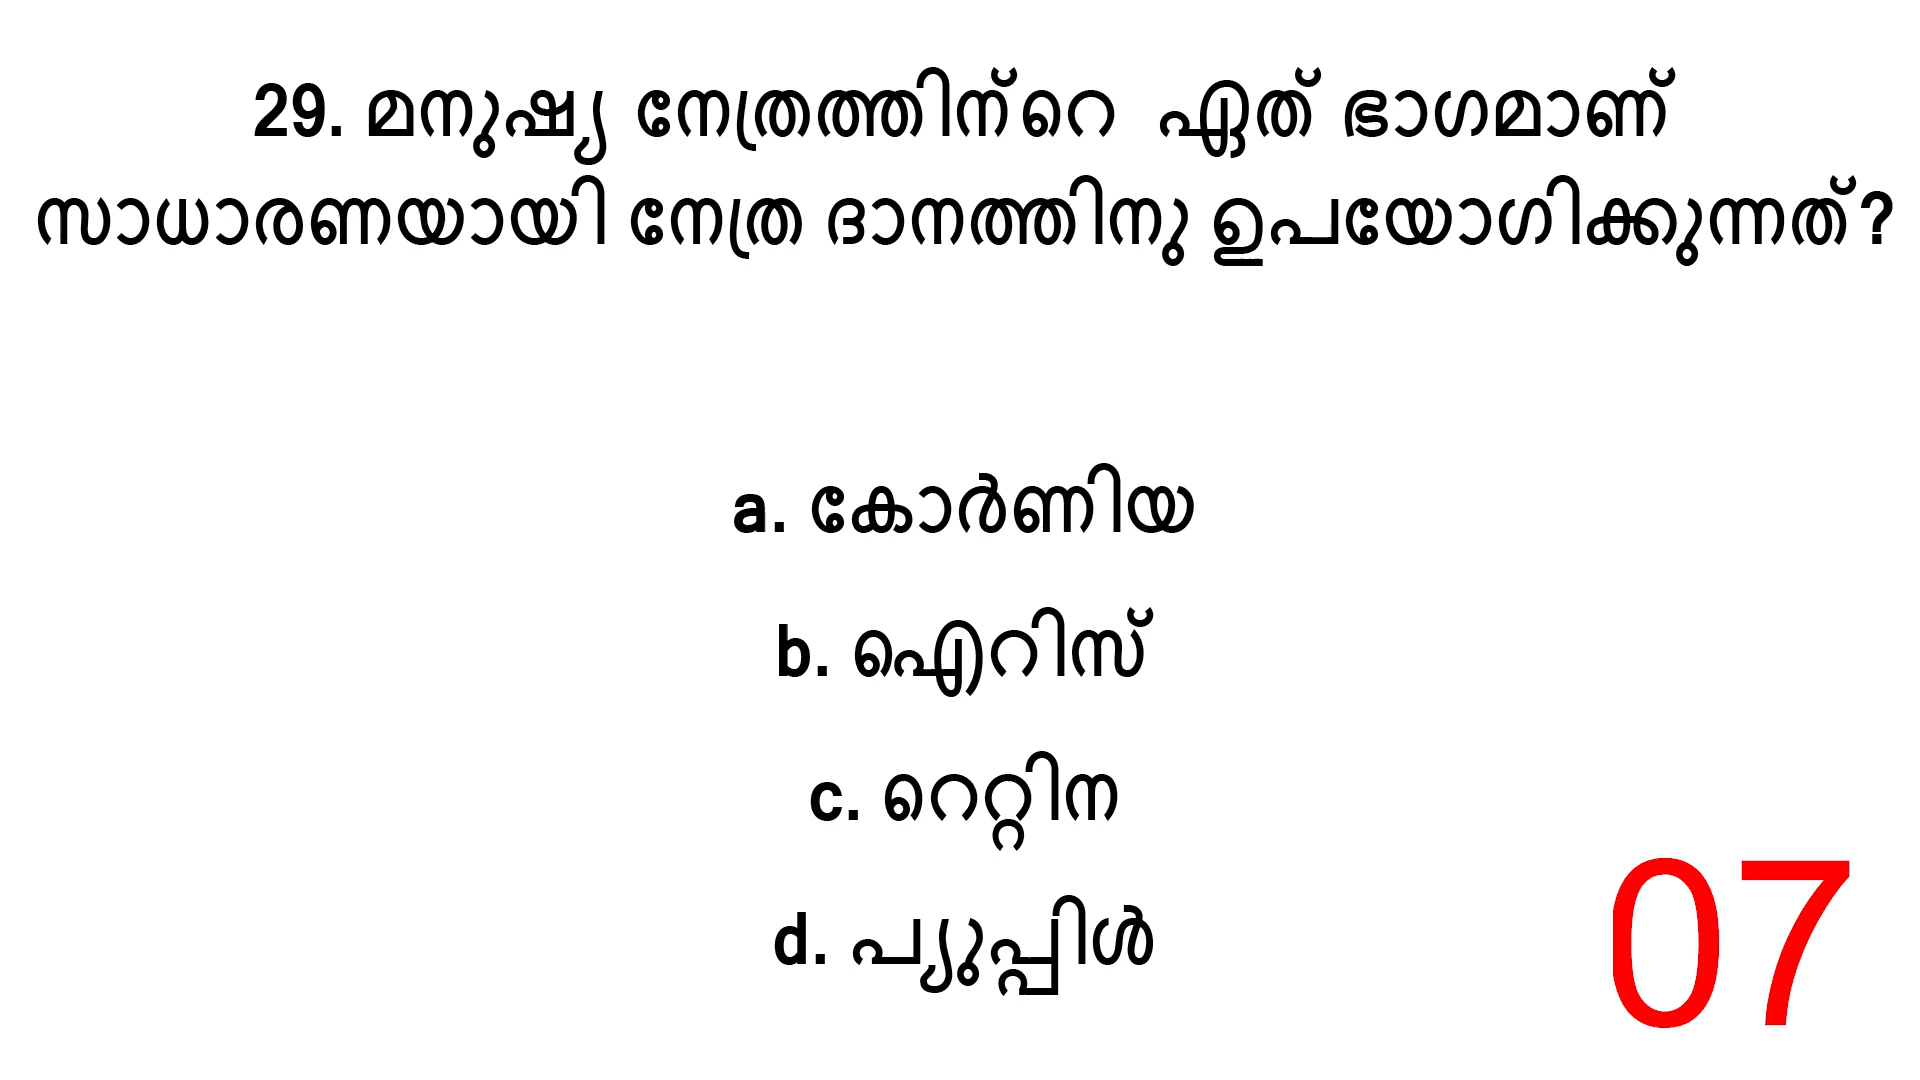 29. മനുഷ്യ നേത്രത്തിന്റെ ഏത് ഭാഗമാണ്
സാധാരണയായി നേത്ര ദാനത്തിനു ഉപയോഗിക്കുന്നത്?
a. കോർണിയ
b. ഐറിസ്
c. റെറ്റിന
d. പ്യുപ്പിൾ
07